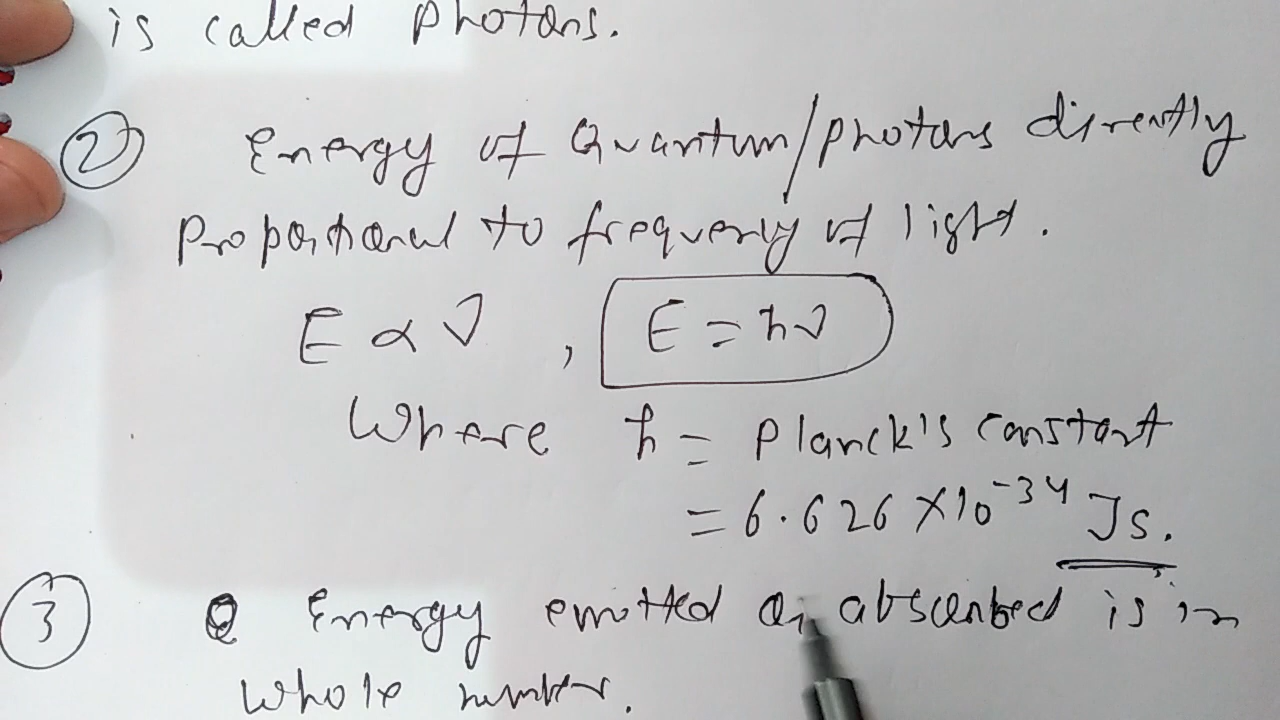 is called photons.
② Energy of Quantum/photons directly
proportional to frequency of light.
E ∝ ν , E = hν
Where h = Planck's constant
= 6.626 × 10⁻³⁴ Js.
③ Energy emitted or absorbed is in
whole number.